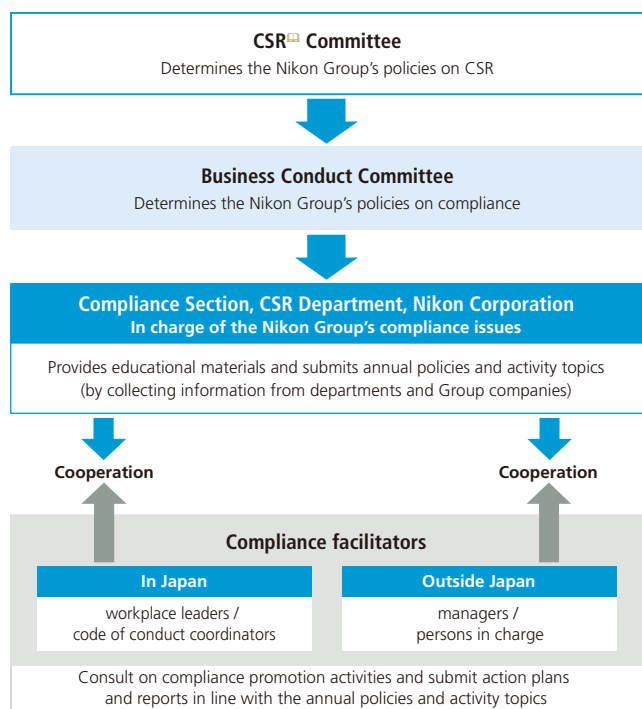 CSR Committee
Determines the Nikon Group's policies on CSR
Business Conduct Committee
Determines the Nikon Group's policies on compliance
Compliance Section, CSR Department, Nikon Corporation
In charge of the Nikon Group's compliance issues
Provides educational materials and submits annual policies and activity topics
(by collecting information from departments and Group companies)
Cooperation
Cooperation
Compliance facilitators
In Japan
workplace leaders /
code of conduct coordinators
Outside Japan
managers /
persons in charge
Consult on compliance promotion activities and submit action plans
and reports in line with the annual policies and activity topics